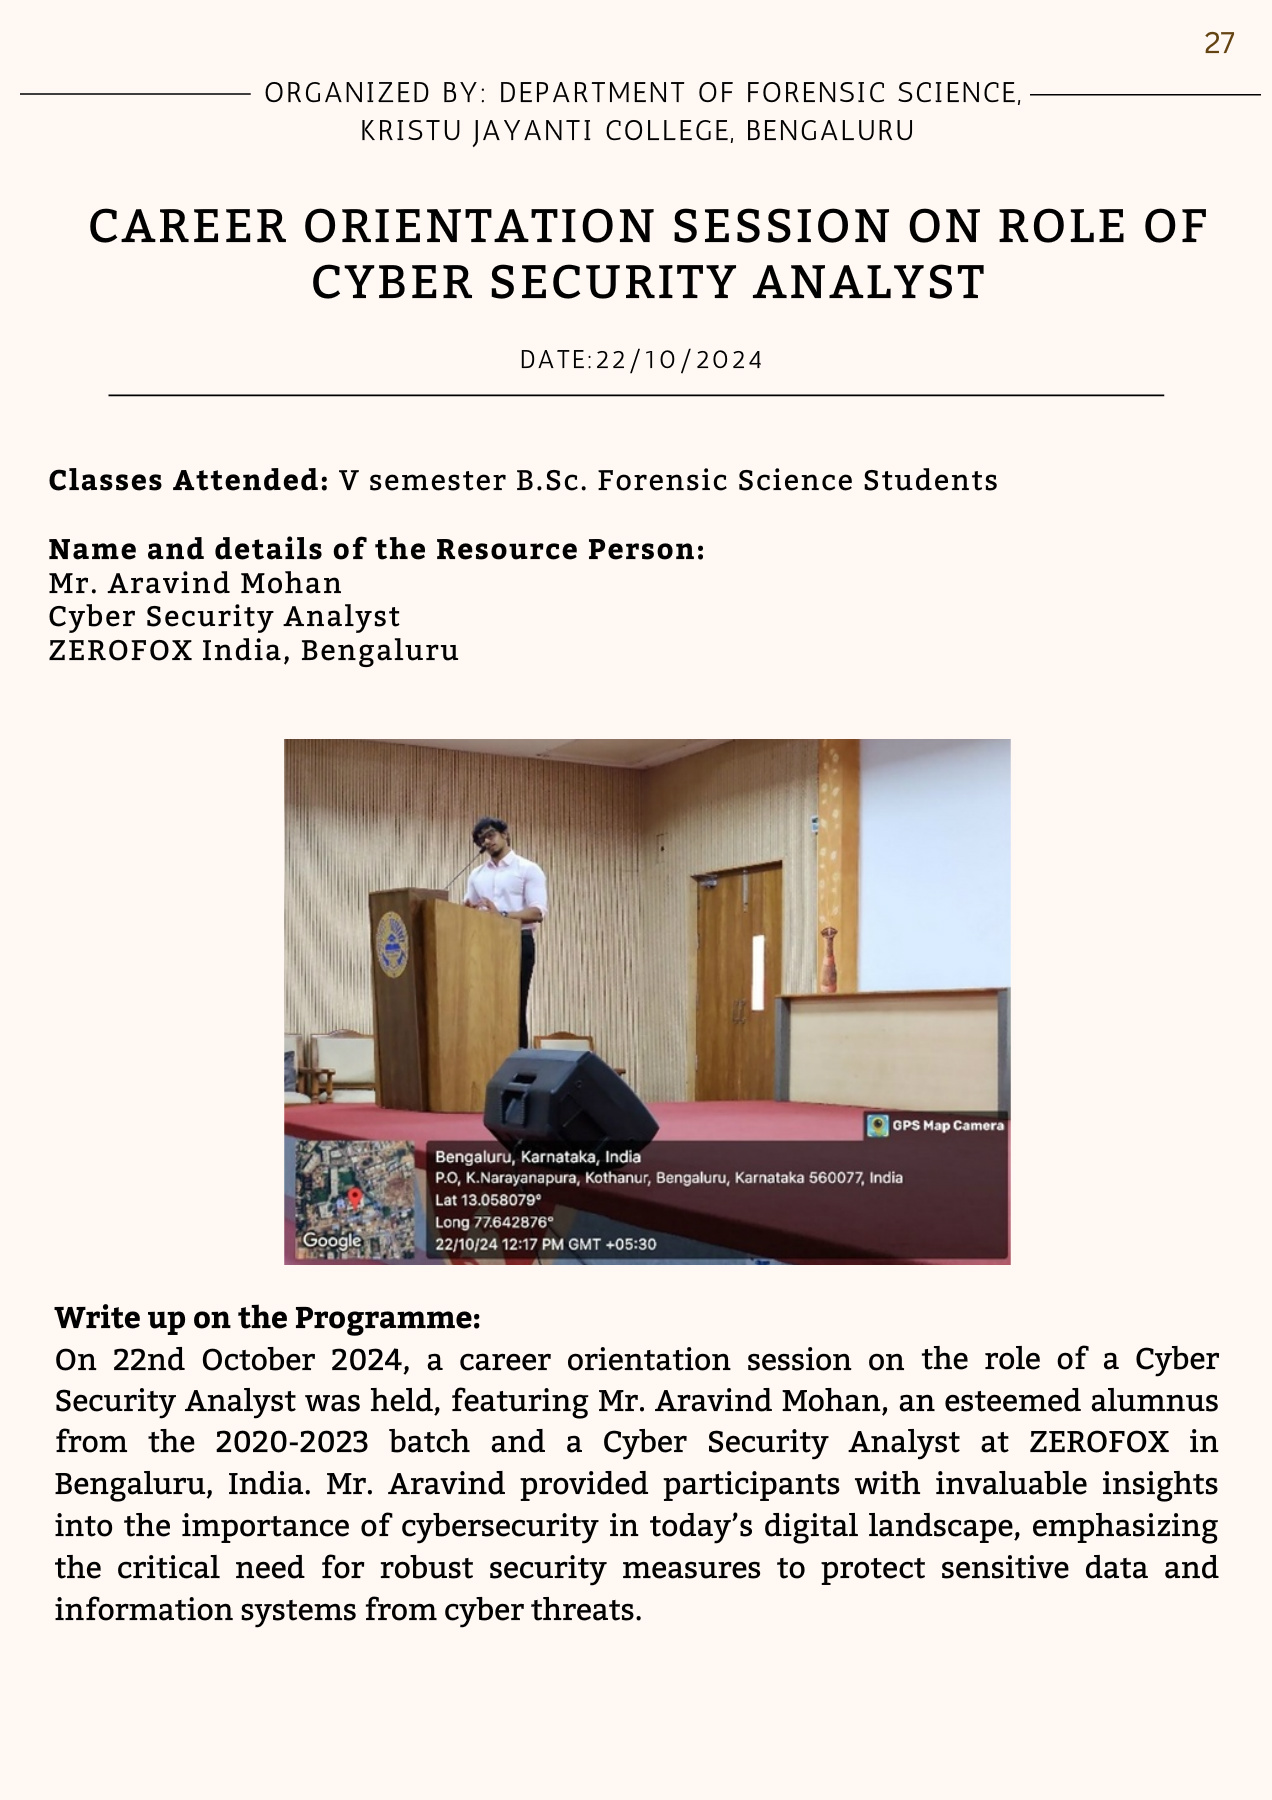 27
ORGANIZED BY: DEPARTMENT OF FORENSIC SCIENCE,
KRISTU JAYANTI COLLEGE, BENGALURU
CAREER ORIENTATION SESSION ON ROLE OF
CYBER SECURITY ANALYST
DATE:22/10/2024
Classes Attended: V semester B.Sc. Forensic Science Students
Name and details of the Resource Person:
Mr. Aravind Mohan
Cyber Security Analyst
ZEROFOX India, Bengaluru
GPS Map Camera
Bengaluru, Karnataka, India
P.O, K.Narayanapura, Kothanur, Bengaluru, Karnataka 560077, India
Lat 13.058079°
Long 77.642876°
22/10/24 12:17 PM GMT +05:30
Google
Write up on the Programme:
On 22nd October 2024, a career orientation session on the role of a Cyber
Security Analyst was held, featuring Mr. Aravind Mohan, an esteemed alumnus
from the 2020-2023 batch and a Cyber Security Analyst at ZEROFOX in
Bengaluru, India. Mr. Aravind provided participants with invaluable insights
into the importance of cybersecurity in today’s digital landscape, emphasizing
the critical need for robust security measures to protect sensitive data and
information systems from cyber threats.